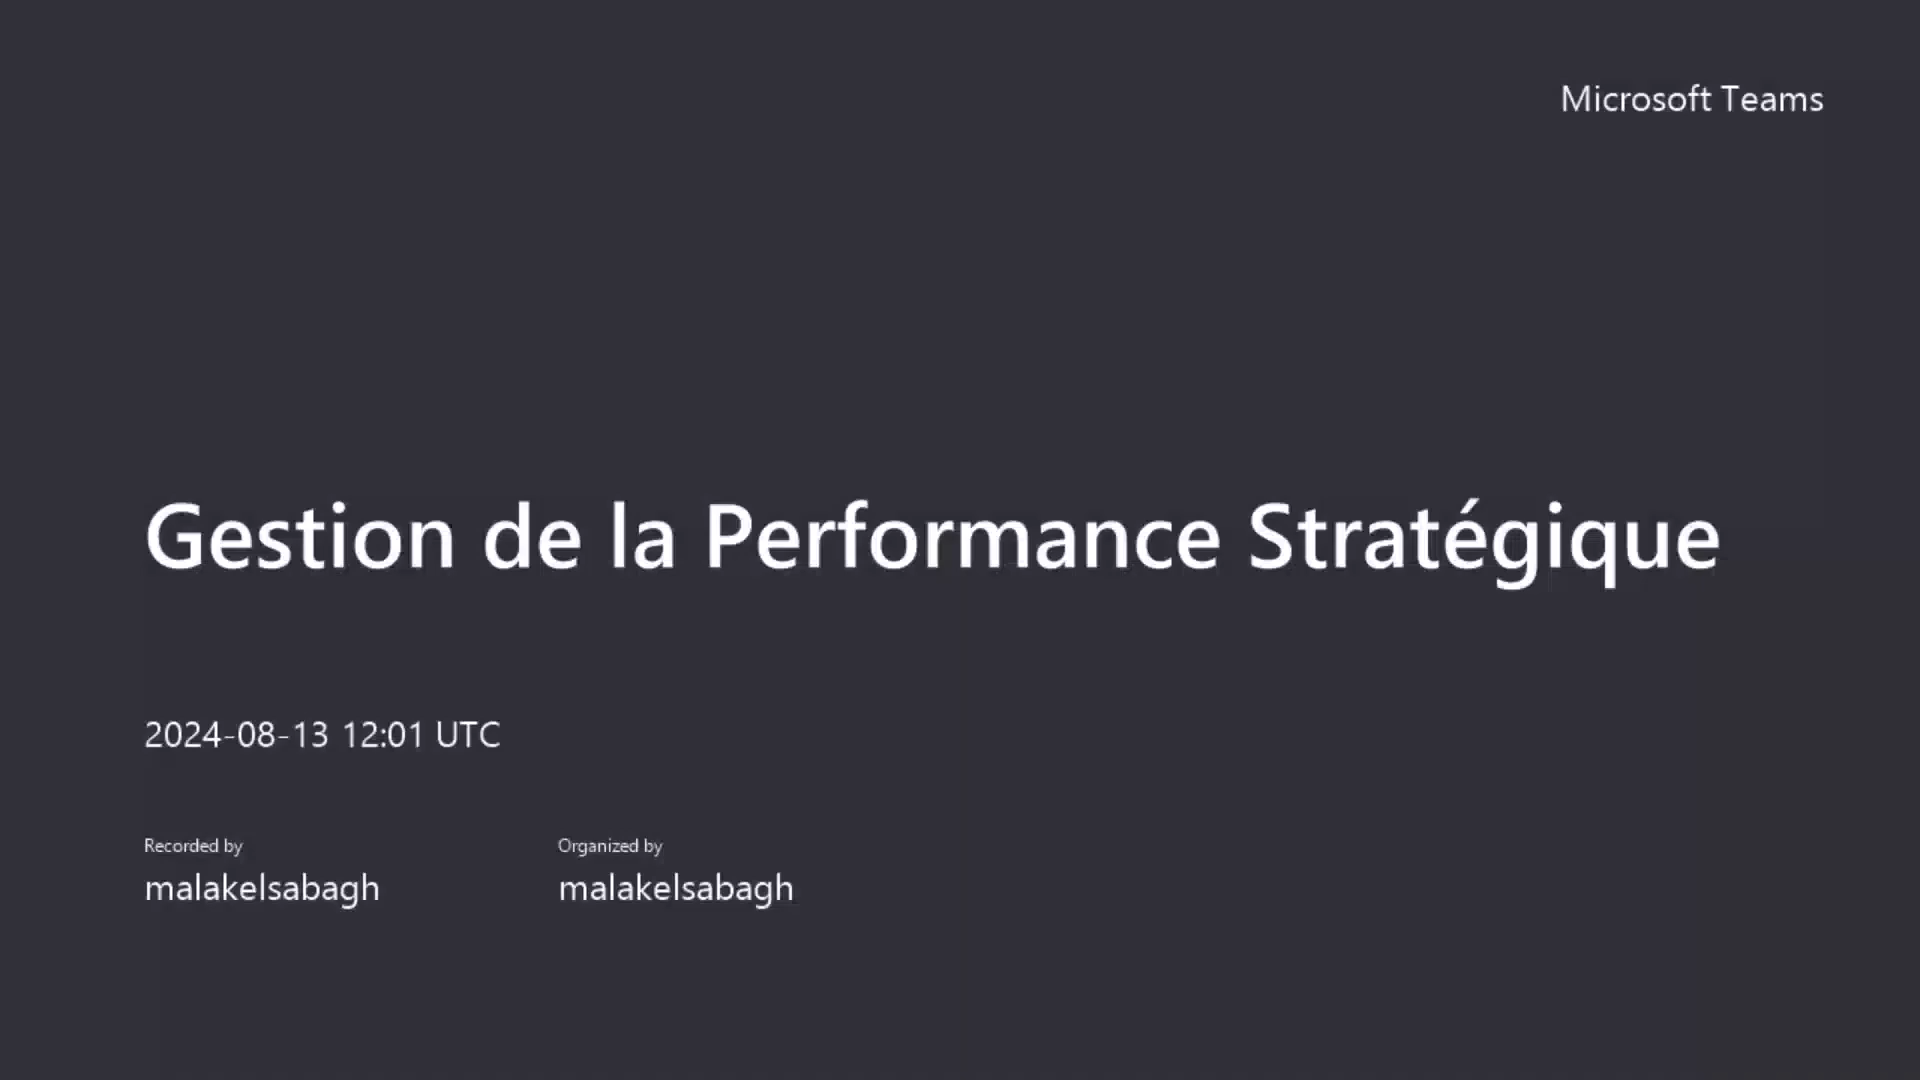 Microsoft Teams
Gestion de la Performance Stratégique
2024-08-13 12:01 UTC
Recorded by
malakelsabagh
Organized by
malakelsabagh